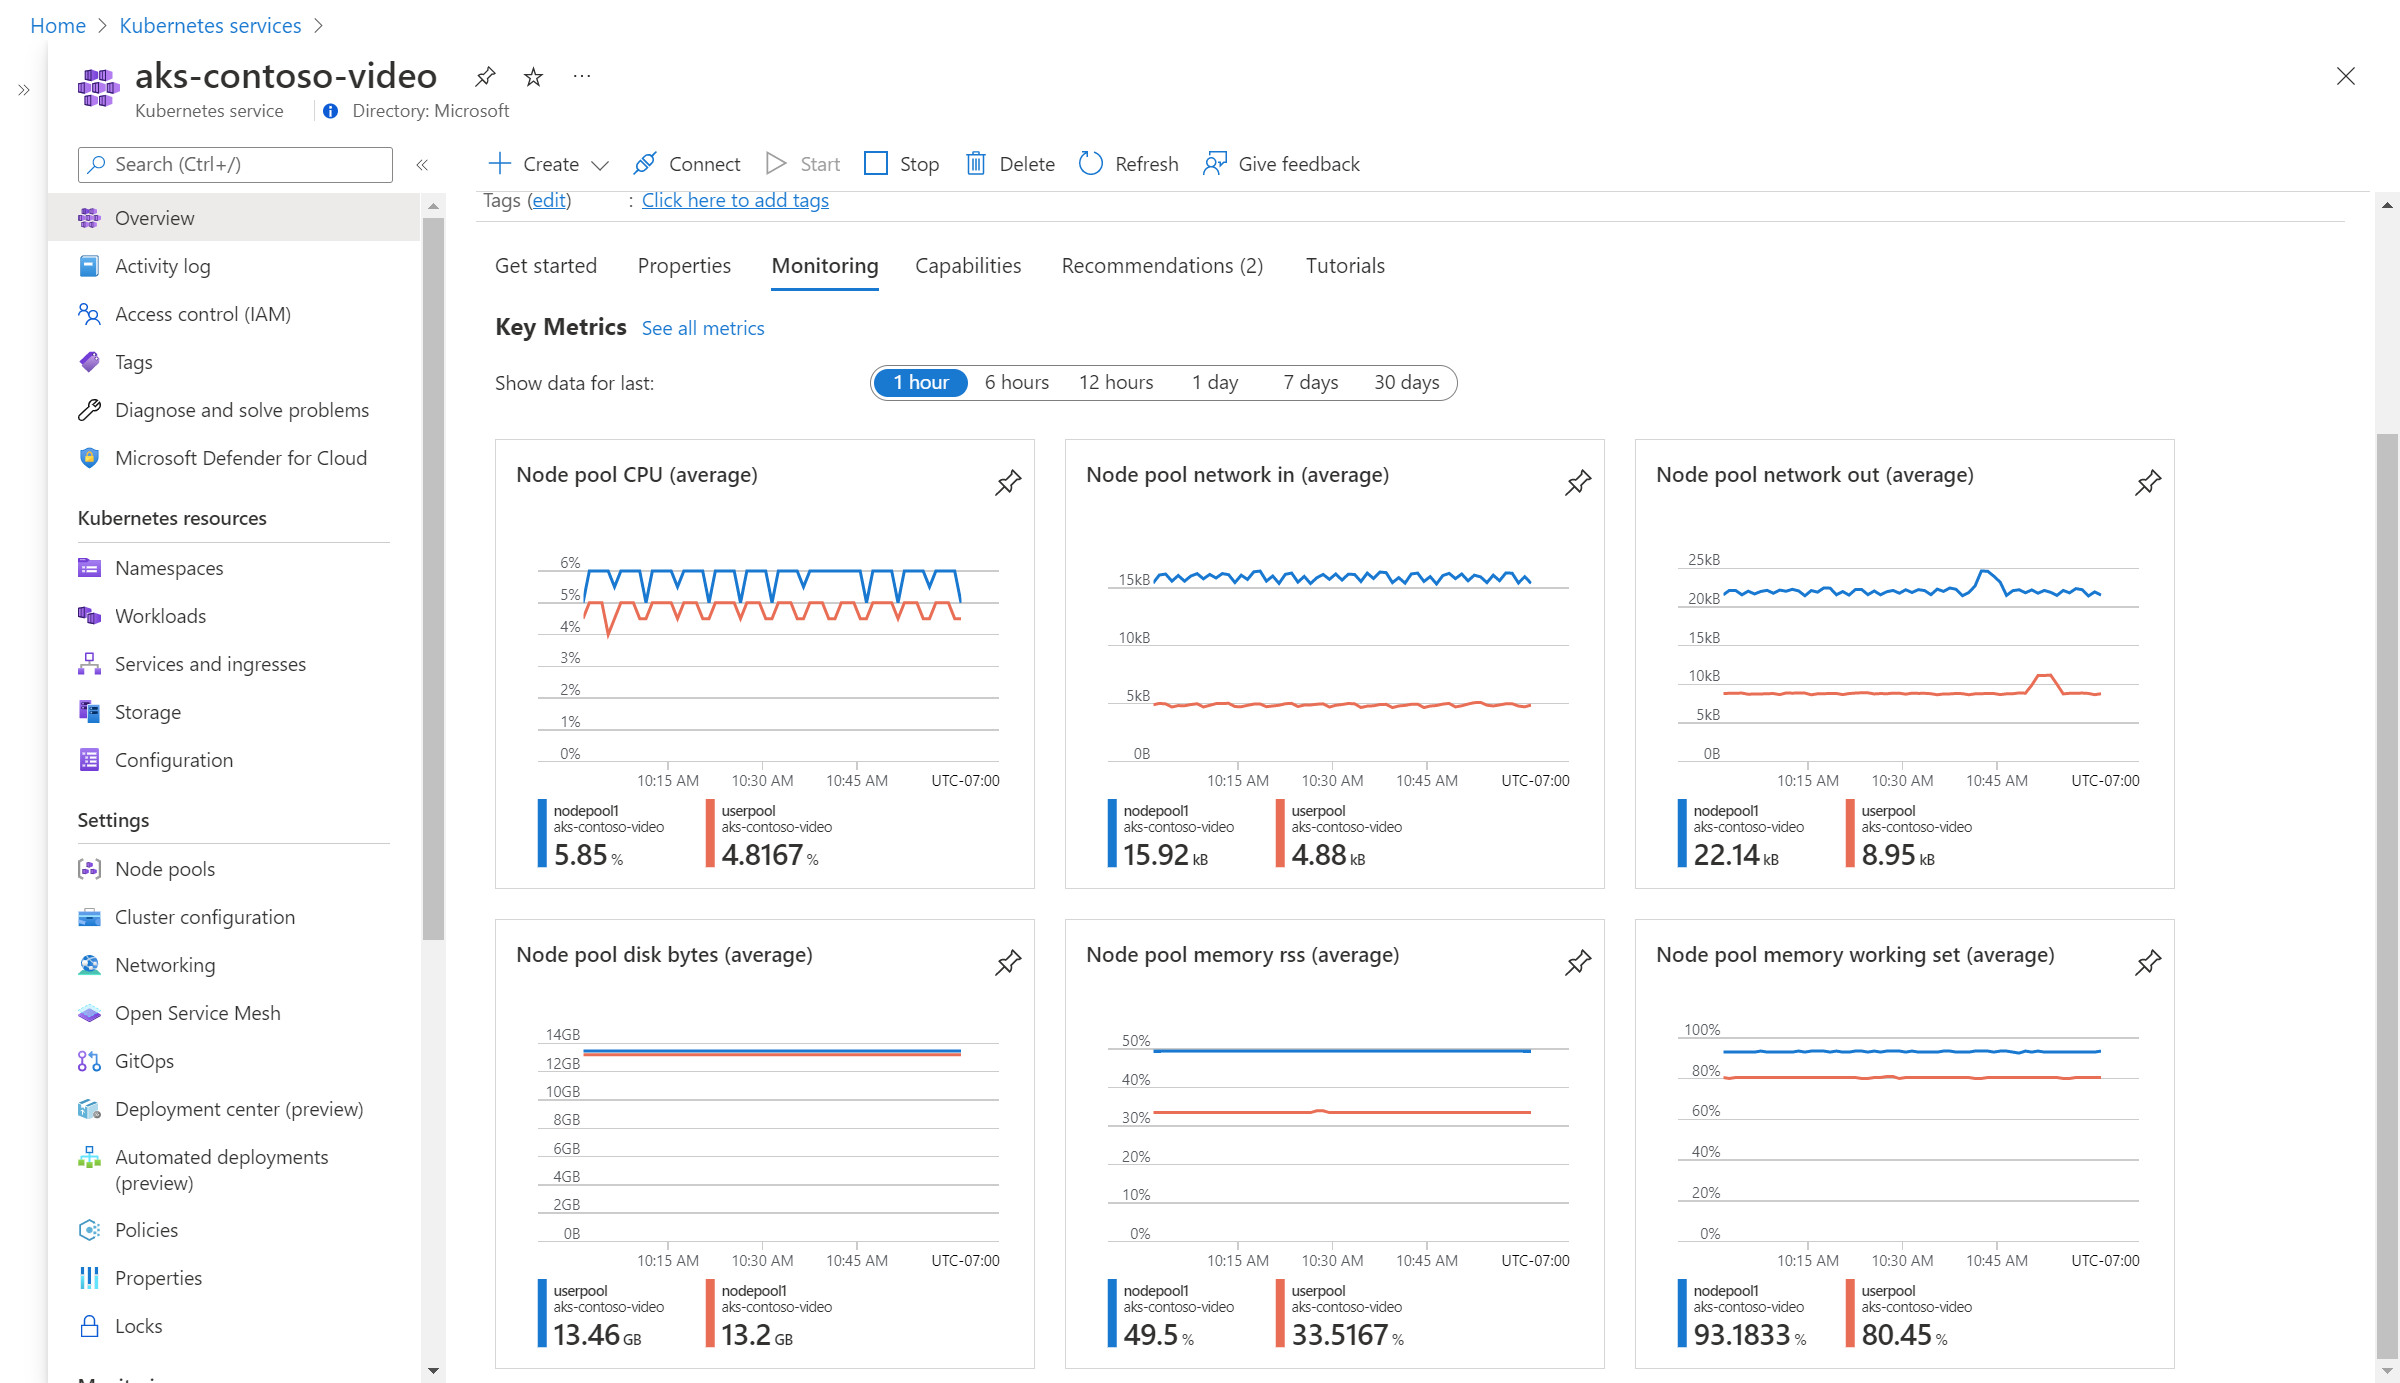 Home > Kubernetes services >
aks-contoso-video
Kubernetes service
Directory: Microsoft
Search (Ctrl+/)
Overview
Activity log
Access control (IAM)
Tags
Diagnose and solve problems
Microsoft Defender for Cloud
Kubernetes resources
Namespaces
Workloads
Services and ingresses
Storage
Configuration
Settings
Node pools
Cluster configuration
Networking
Open Service Mesh
GitOps
Deployment center (preview)
Automated deployments
(preview)
Policies
Properties
Locks
Create Connect Start Stop Delete Refresh Give feedback
Tags (edit) : Click here to add tags
Get started Properties Monitoring Capabilities Recommendations (2) Tutorials
Key Metrics See all metrics
Show data for last: 1 hour 6 hours 12 hours 1 day 7 days 30 days
Node pool CPU (average)
6%
5%
4%
3%
2%
1%
0%
10:15 AM 10:30 AM 10:45 AM UTC-07:00
nodepool1 userpool
aks-contoso-video aks-contoso-video
5.85 % 4.8167 %
Node pool network in (average)
15kB
10kB
5kB
0B
10:15 AM 10:30 AM 10:45 AM UTC-07:00
nodepool1 userpool
aks-contoso-video aks-contoso-video
15.92 kB 4.88 kB
Node pool network out (average)
25kB
20kB
15kB
10kB
5kB
0B
10:15 AM 10:30 AM 10:45 AM UTC-07:00
nodepool1 userpool
aks-contoso-video aks-contoso-video
22.14 kB 8.95 kB
Node pool disk bytes (average)
14GB
12GB
10GB
8GB
6GB
4GB
2GB
0B
10:15 AM 10:30 AM 10:45 AM UTC-07:00
userpool nodepool1
aks-contoso-video aks-contoso-video
13.46 GB 13.2 GB
Node pool memory rss (average)
50%
40%
30%
20%
10%
0%
10:15 AM 10:30 AM 10:45 AM UTC-07:00
nodepool1 userpool
aks-contoso-video aks-contoso-video
49.5 % 33.5167 %
Node pool memory working set (average)
100%
80%
60%
40%
20%
0%
10:15 AM 10:30 AM 10:45 AM UTC-07:00
nodepool1 userpool
aks-contoso-video aks-contoso-video
93.1833 % 80.45 %